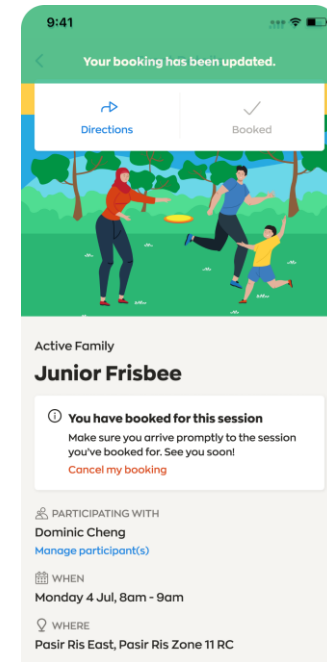 9:41
Your booking has been updated.
Directions
Booked
Active Family
Junior Frisbee
You have booked for this session
Make sure you arrive promptly to the session
you've booked for. See you soon!
Cancel my booking
PARTICIPATING WITH
Dominic Cheng
Manage participant(s)
WHEN
Monday 4 Jul, 8am - 9am
WHERE
Pasir Ris East, Pasir Ris Zone 11 RC